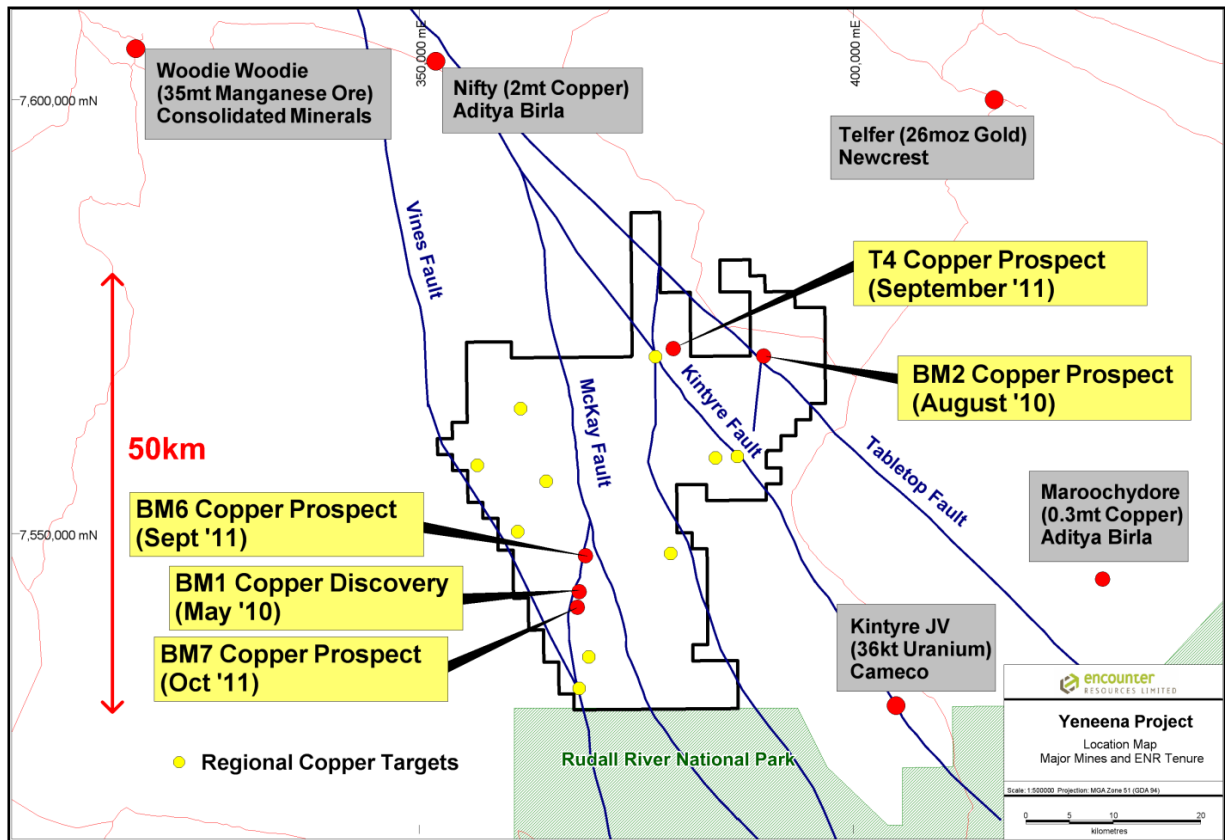 350,000 mE
400,000 mE
7,600,000 mN
7,550,000 mN
Woodie Woodie
(35mt Manganese Ore)
Consolidated Minerals
Nifty (2mt Copper)
Aditya Birla
Telfer (26moz Gold)
Newcrest
Vines Fault
McKay Fault
Kintyre Fault
Tabletop Fault
T4 Copper Prospect
(September '11)
BM2 Copper Prospect
(August '10)
50km
BM6 Copper Prospect
(Sept '11)
BM1 Copper Discovery
(May '10)
BM7 Copper Prospect
(Oct '11)
Maroochydore
(0.3mt Copper)
Aditya Birla
Kintyre JV
(36kt Uranium)
Cameco
Regional Copper Targets
Rudall River National Park
encounter
RESOURCES LIMITED
Yeneena Project
Location Map
Major Mines and ENR Tenure
Scale: 1:500000 Projection: MGA Zone 51 (GDA 94)
0 5 10 20
kilometres